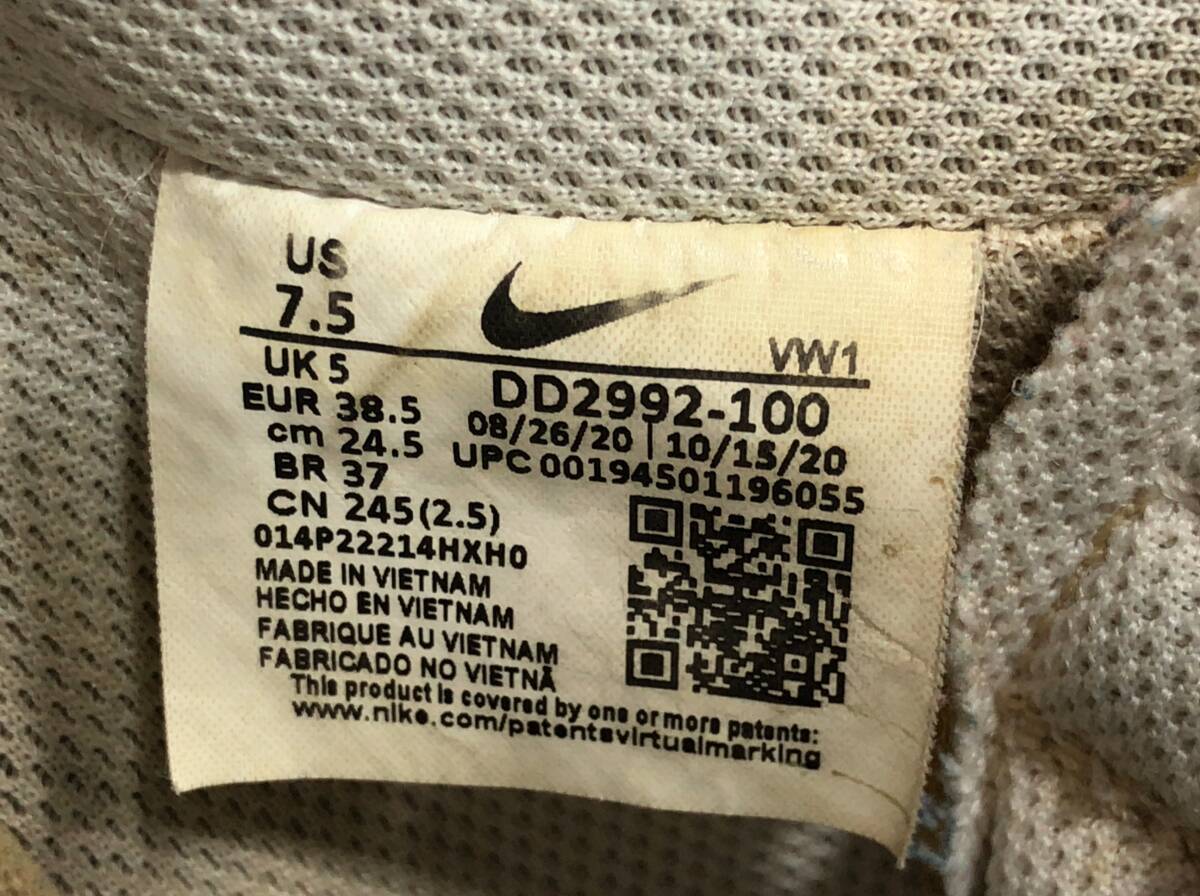 US
7.5
VW1
UK 5
EUR 38.5
cm 24.5
BR 37
CN 245(2.5)
DD2992-100
08/26/20 | 10/15/20
UPC 00194501196055
014P22214HXH0
MADE IN VIETNAM
HECHO EN VIETNAM
FABRIQUE AU VIETNAM
FABRICADO NO VIETNÃ
This product is covered by one or more patents:
www.nike.com/patentsvirtualmarking